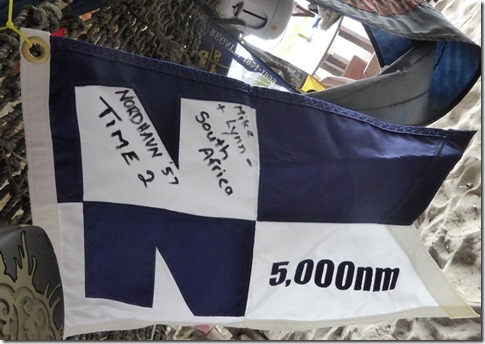 NORDHAVN '57
TIME 2
Mike
+ Lynn -
South
Africa
5,000nm